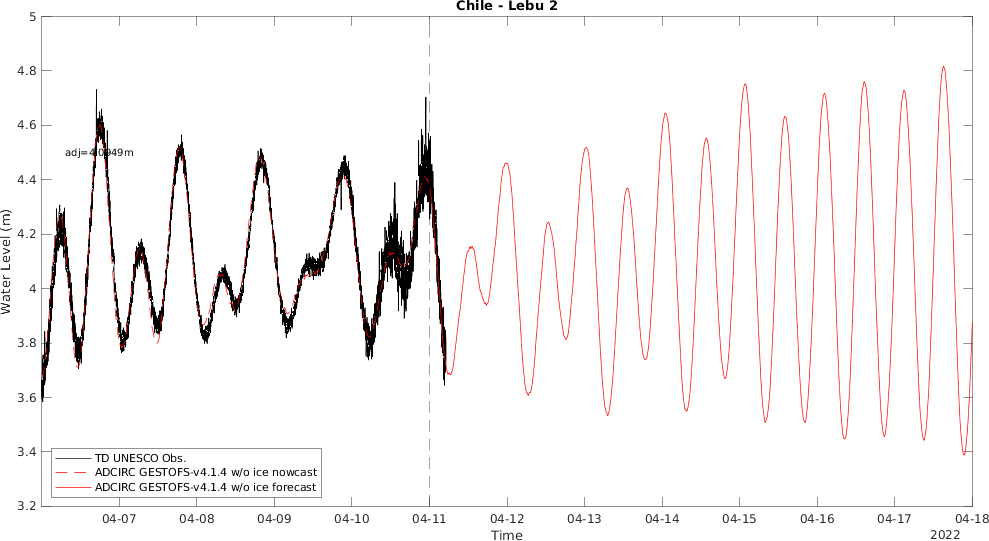 Chile - Lebu 2
5
4.8
4.6
4.4
4.2
4
3.8
3.6
3.4
3.2
Water Level (m)
adj=4.0949m
TD UNESCO Obs.
ADCIRC GESTOFS-v4.1.4 w/o ice nowcast
ADCIRC GESTOFS-v4.1.4 w/o ice forecast
04-07 04-08 04-09 04-10 04-11 04-12 04-13 04-14 04-15 04-16 04-17 04-18
Time
2022